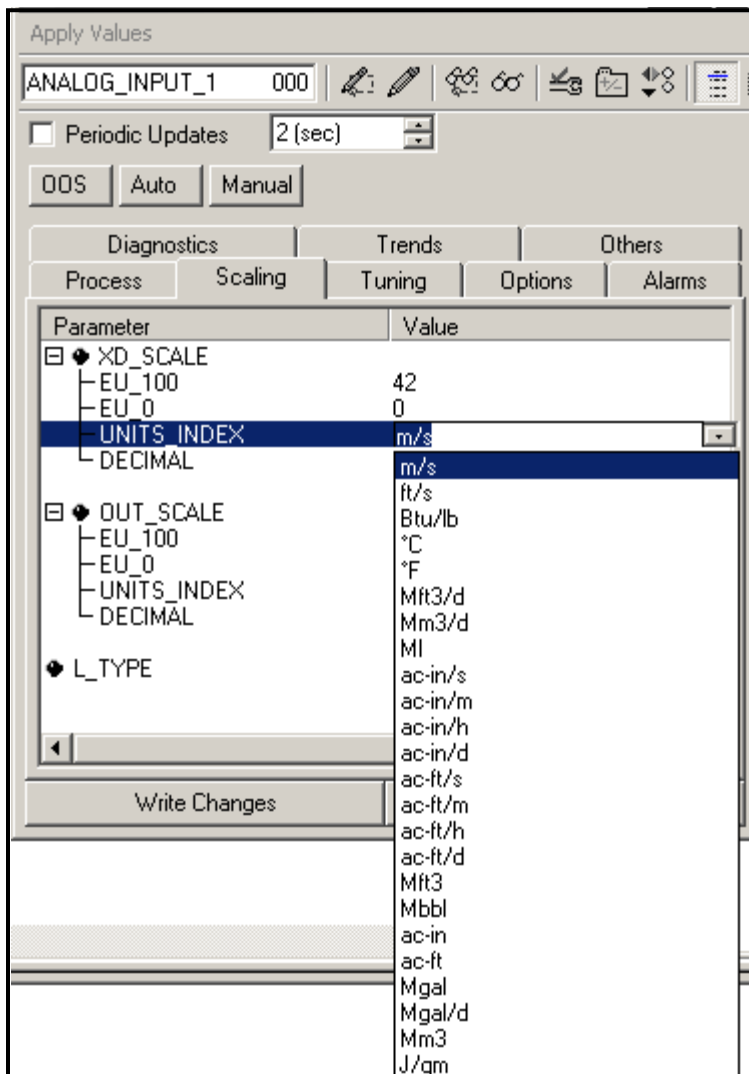 Apply Values
ANALOG_INPUT_1 000
Periodic Updates 2 (sec)
OOS Auto Manual
Diagnostics Trends Others
Process Scaling Tuning Options Alarms
Parameter Value
XD_SCALE
EU_100 42
EU_0 0
UNITS_INDEX m/s
DECIMAL
OUT_SCALE
EU_100
EU_0
UNITS_INDEX
DECIMAL
L_TYPE
m/s
ft/s
Btu/lb
°C
°F
Mft3/d
Mm3/d
Ml
ac-in/s
ac-in/m
ac-in/h
ac-in/d
ac-ft/s
ac-ft/m
ac-ft/h
ac-ft/d
Mft3
Mbbl
ac-in
ac-ft
Mgal
Mgal/d
Mm3
J/gm
Write Changes